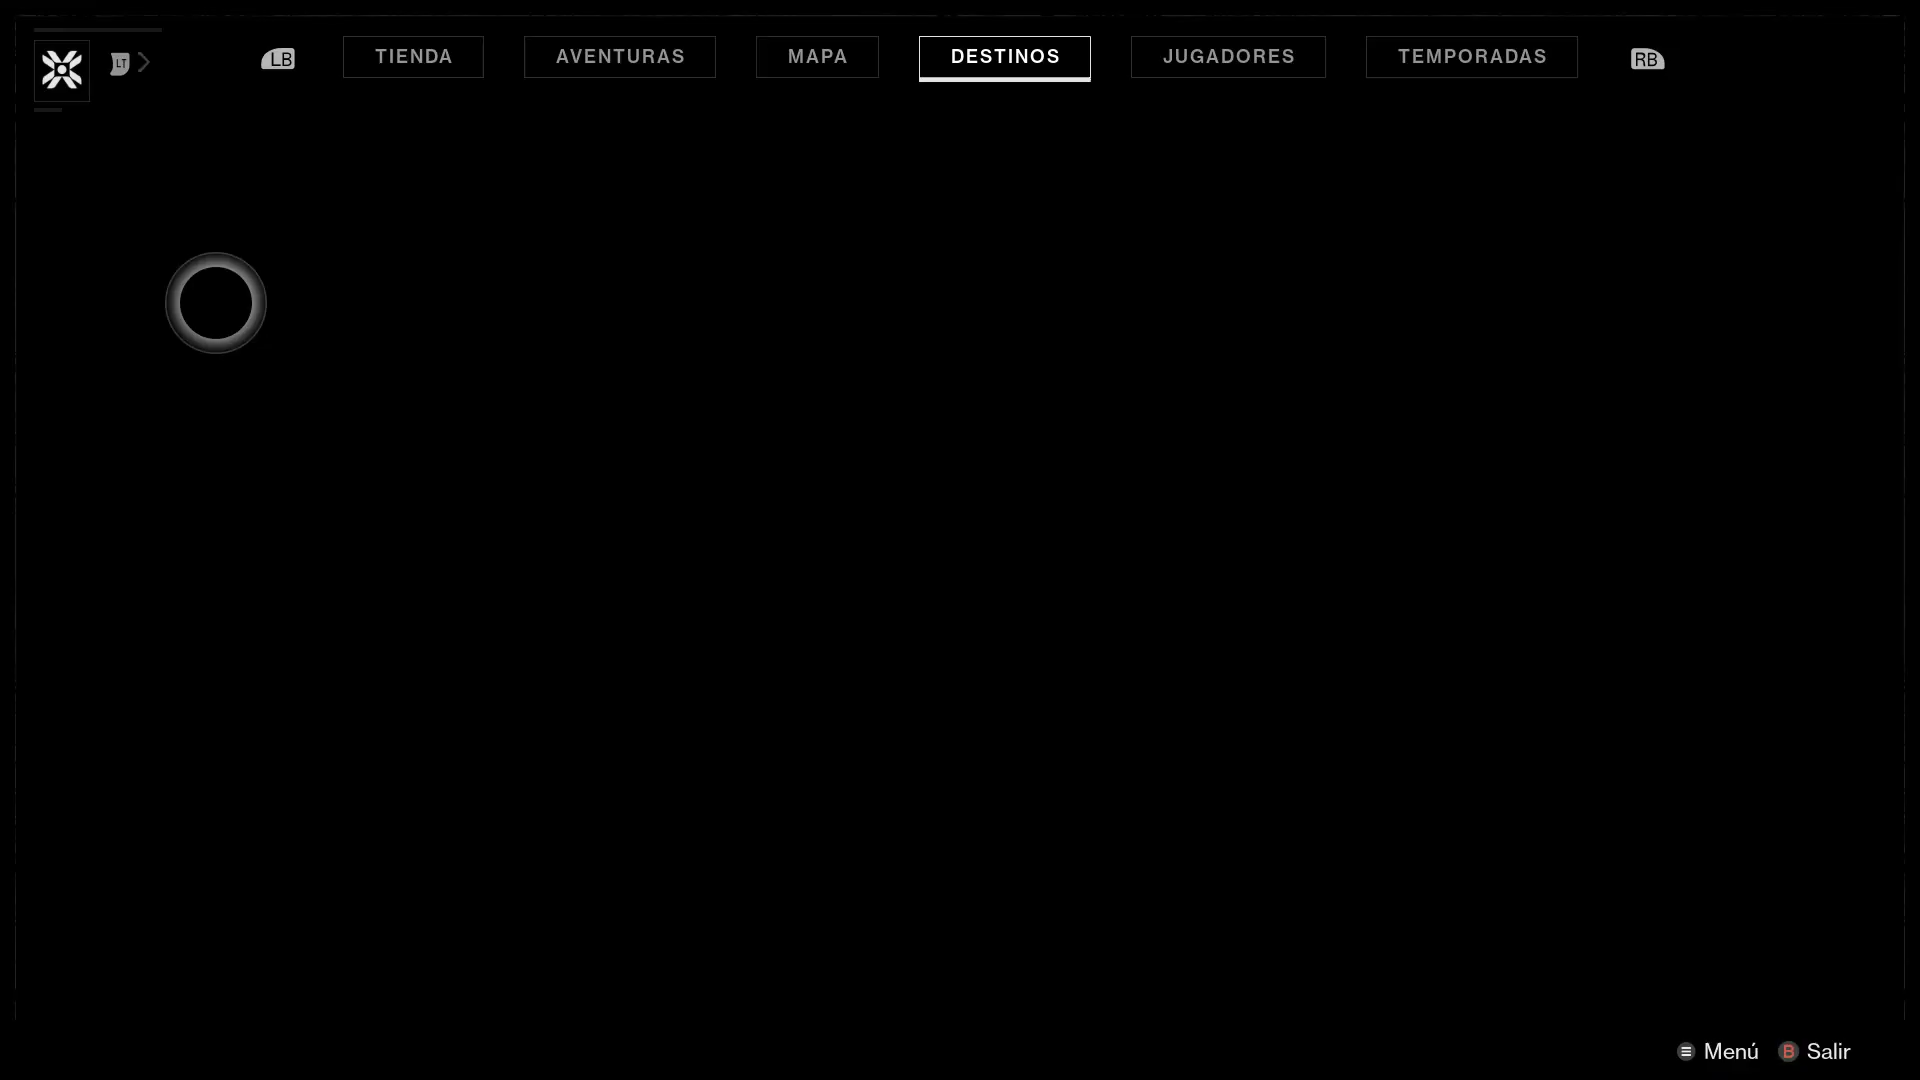 LT
LB
TIENDA
AVENTURAS
MAPA
DESTINOS
JUGADORES
TEMPORADAS
RB
Menú
B Salir